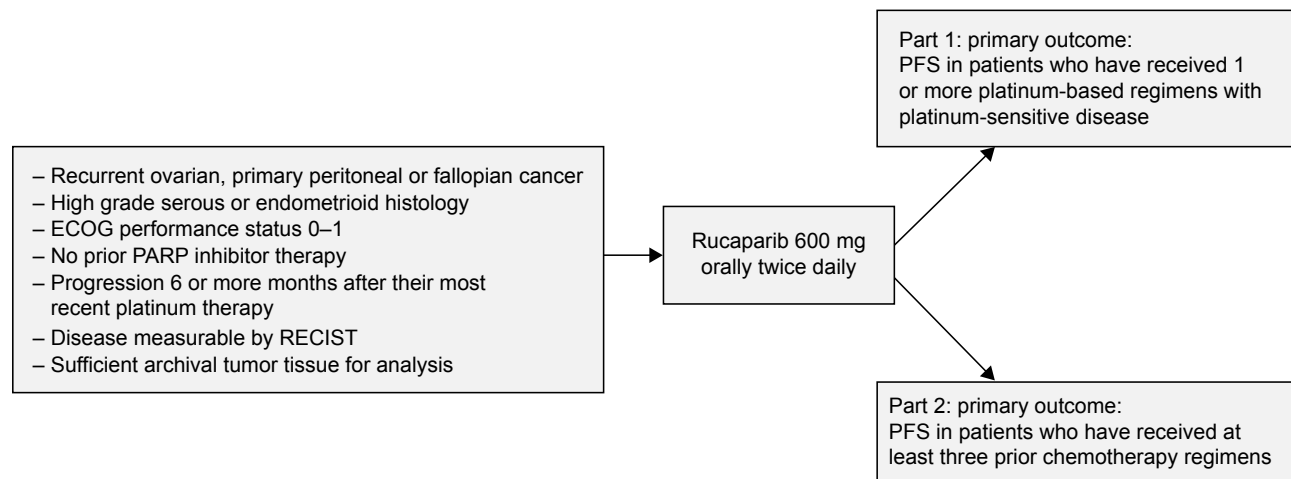 – Recurrent ovarian, primary peritoneal or fallopian cancer
– High grade serous or endometrioid histology
– ECOG performance status 0–1
– No prior PARP inhibitor therapy
– Progression 6 or more months after their most
recent platinum therapy
– Disease measurable by RECIST
– Sufficient archival tumor tissue for analysis
Rucaparib 600 mg
orally twice daily
Part 1: primary outcome:
PFS in patients who have received 1
or more platinum-based regimens with
platinum-sensitive disease
Part 2: primary outcome:
PFS in patients who have received at
least three prior chemotherapy regimens